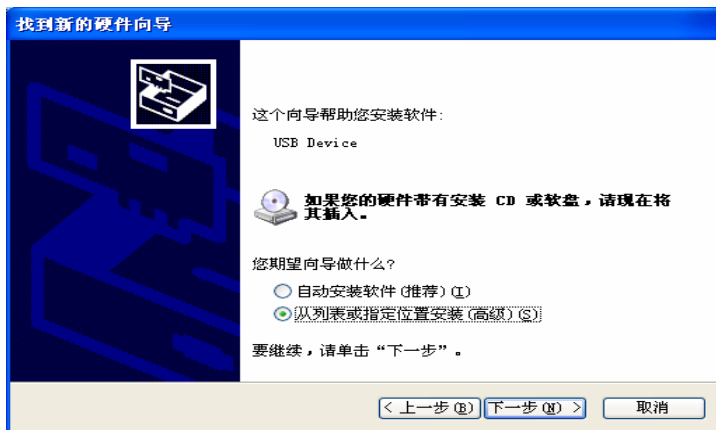 找到新的硬件向导
这个向导帮助您安装软件:
USB Device
如果您的硬件带有安装 CD 或软盘，请现在将
其插入。
您期望向导做什么?
自动安装软件(推荐)(I)
从列表或指定位置安装(高级)(S)
要继续，请单击“下一步”。
< 上一步(B) 下一步(N) > 取消